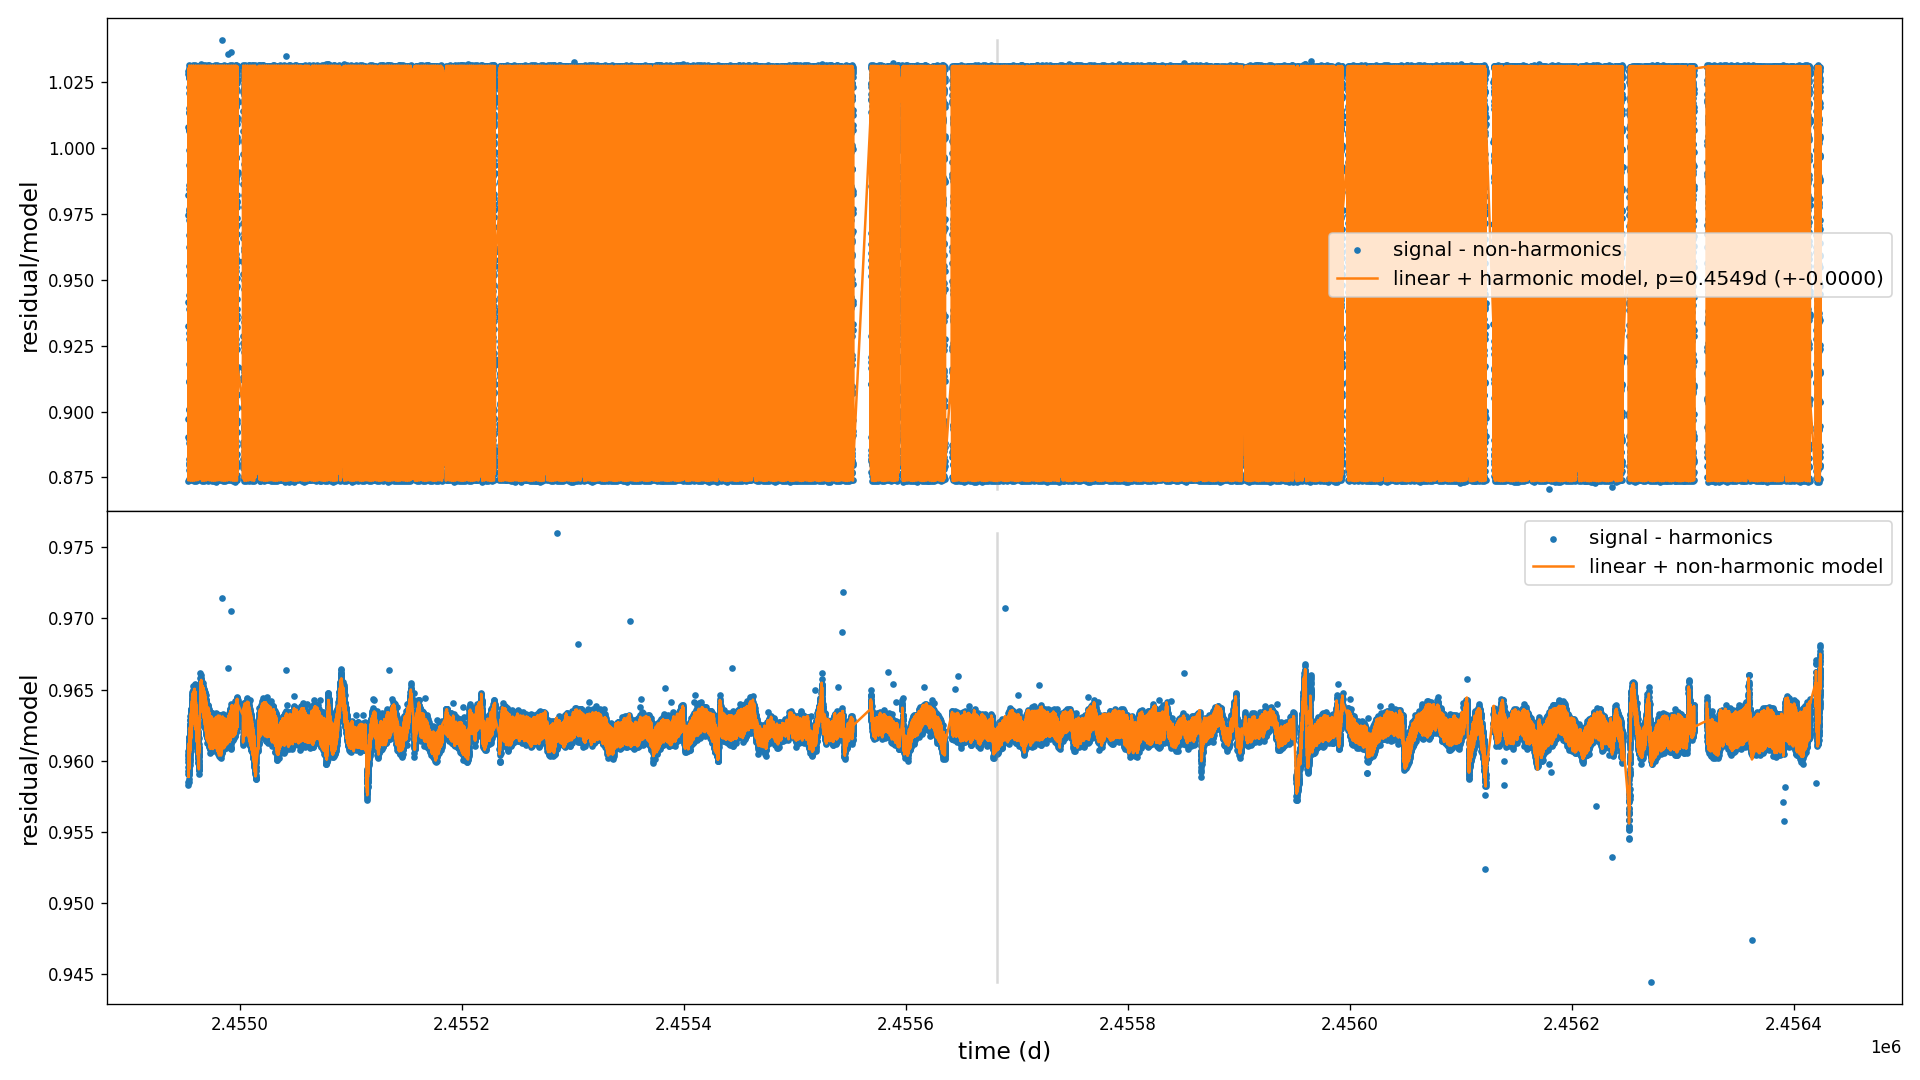 residual/model
1.025
1.000
0.975
0.950
0.925
0.900
0.875
signal - non-harmonics
linear + harmonic model, p=0.4549d (+-0.0000)
residual/model
0.975
0.970
0.965
0.960
0.955
0.950
0.945
signal - harmonics
linear + non-harmonic model
2.4550 2.4552 2.4554 2.4556 2.4558 2.4560 2.4562 2.4564
time (d)
1e6